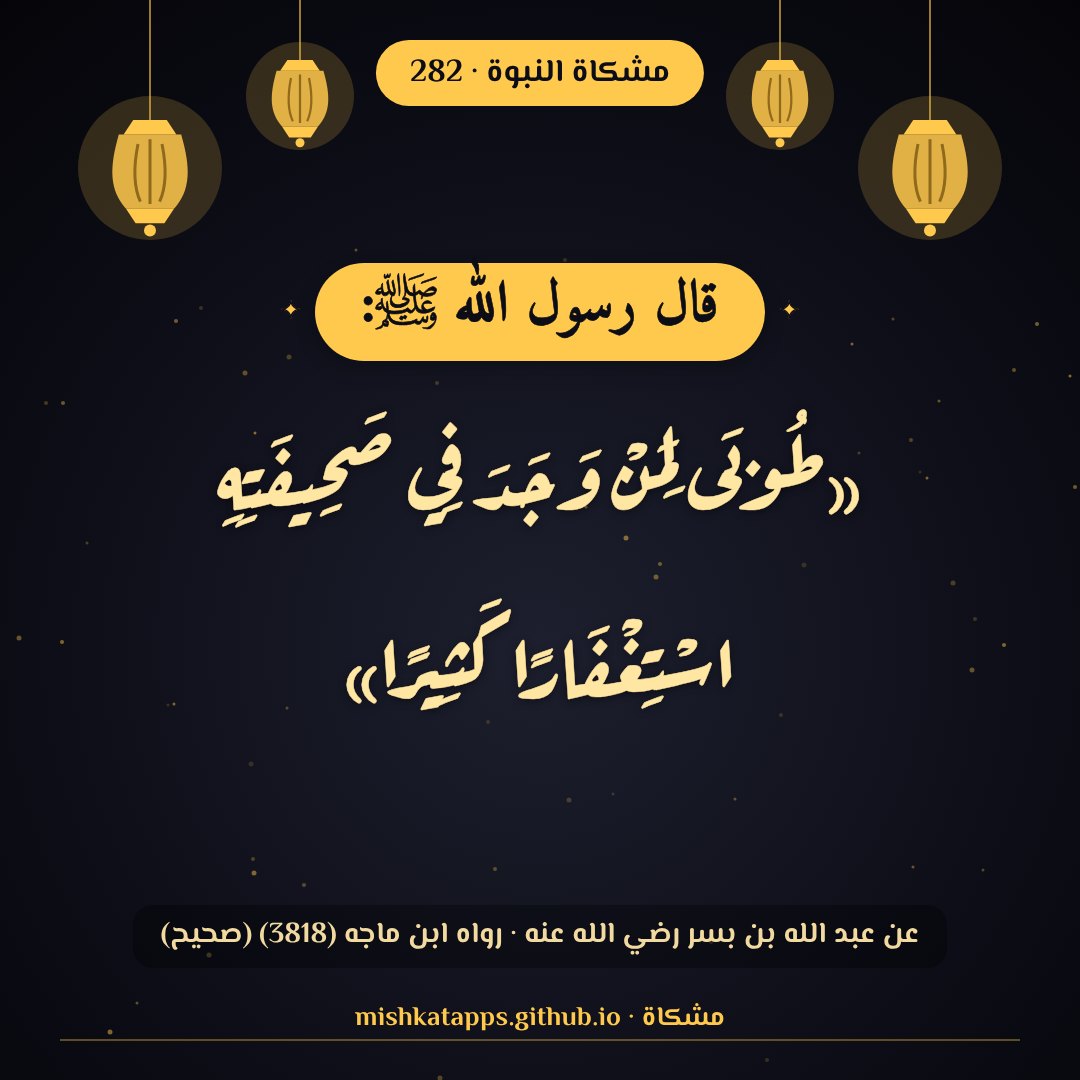 مشكاة النبوة · 282
قال رسول الله ﷺ:
«طُوبَى لِمَنْ وَجَدَ فِي صَحِيفَتِهِ
اسْتِغْفَارًا كَثِيرًا»
عن عبد الله بن بسر رضي الله عنه · رواه ابن ماجه (3818) (صحيح)
مشكاة · mishkatapps.github.io